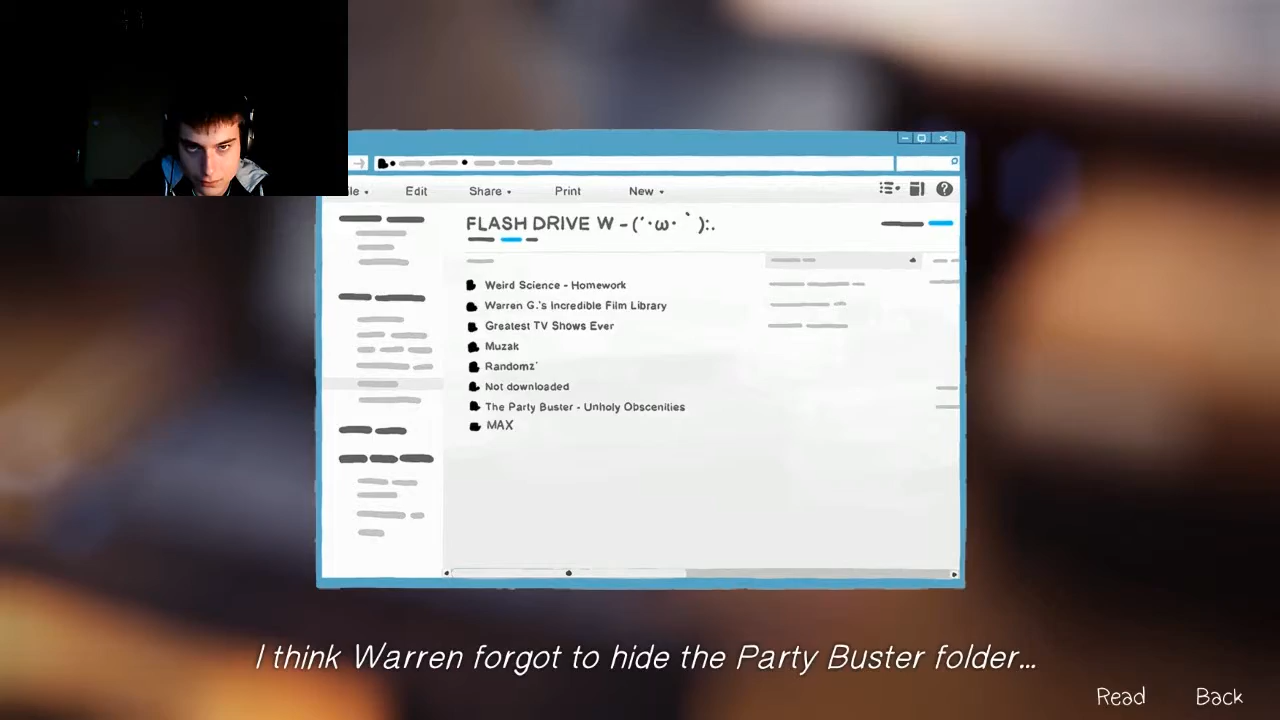 Edit Share Print New
FLASH DRIVE W -(´･ω･｀):.
Weird Science - Homework
Warren G.'s Incredible Film Library
Greatest TV Shows Ever
Muzak
Randomz'
Not downloaded
The Party Buster - Unholy Obscenities
MAX
I think Warren forgot to hide the Party Buster folder...
Read Back